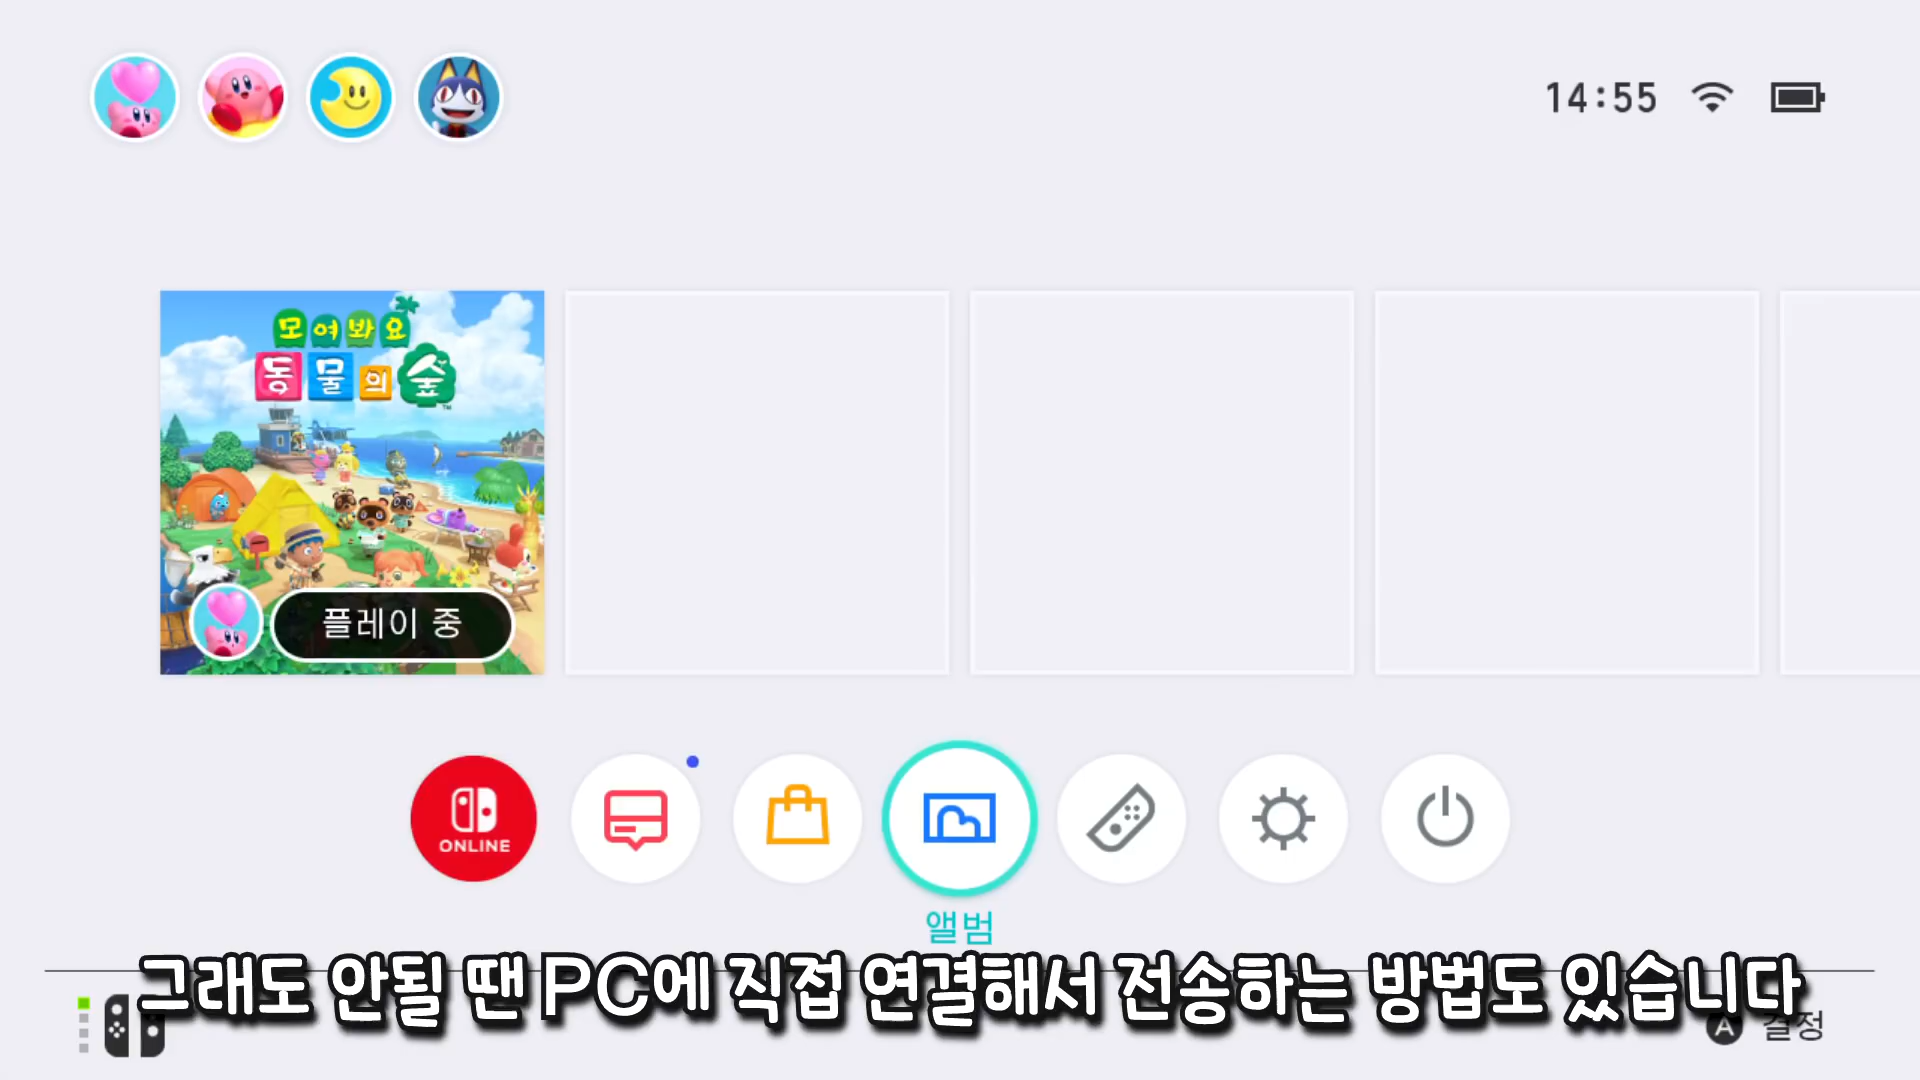 14:55
모여봐요
동물의숲
플레이 중
ONLINE
앨범
그래도 안될 땐 PC에 직접 연결해서 전송하는 방법도 있습니다
A 결정